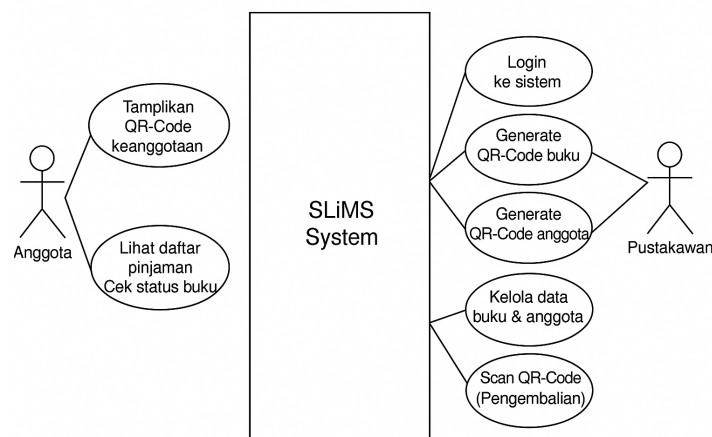 Tamplikan
QR-Code
keanggotaan
Anggota
Lihat daftar
pinjaman
Cek status buku
SLiMS
System
Login
ke sistem
Generate
QR-Code buku
Generate
QR-Code anggota
Pustakawan
Kelola data
buku & anggota
Scan QR-Code
(Pengembalian)